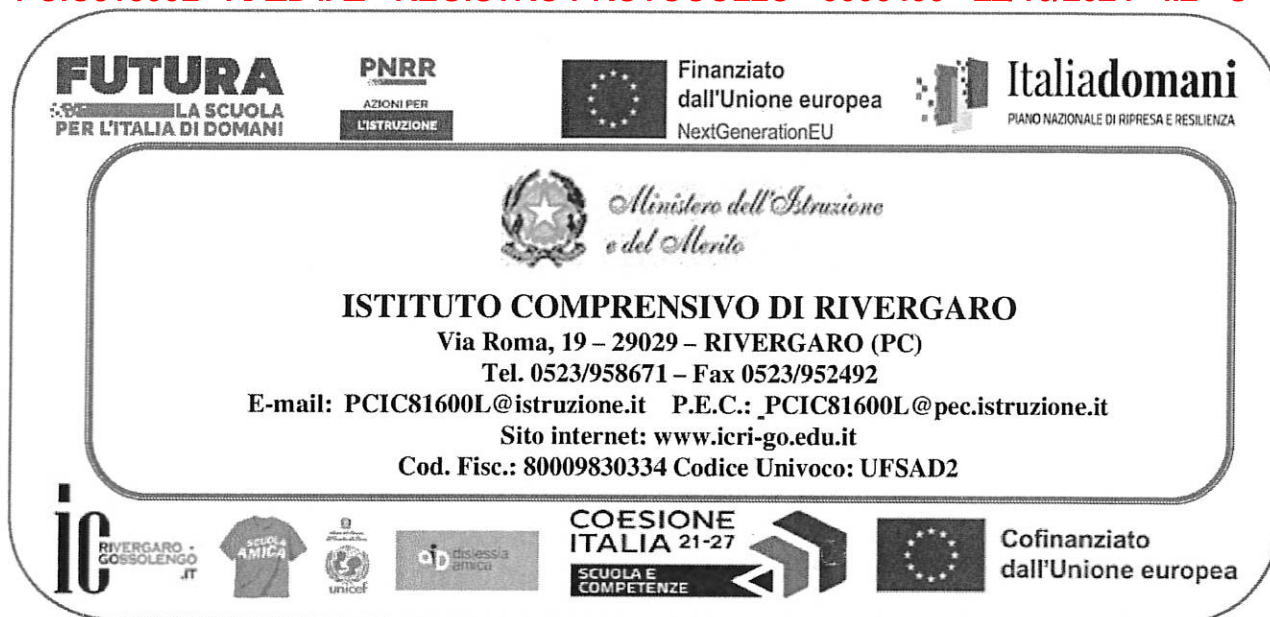 FUTURA
LA SCUOLA
PER L'ITALIA DI DOMANI
PNRR
AZIONI PER
L'ISTRUZIONE
Finanziato
dall'Unione europea
NextGenerationEU
Italiadomani
PIANO NAZIONALE DI RIPRESA E RESILIENZA
Ministero dell'Istruzione
e del Merito
ISTITUTO COMPRENSIVO DI RIVERGARO
Via Roma, 19 – 29029 – RIVERGARO (PC)
Tel. 0523/958671 – Fax 0523/952492
E-mail: PCIC81600L@istruzione.it P.E.C.: PCIC81600L@pec.istruzione.it
Sito internet: www.icri-go.edu.it
Cod. Fisc.: 80009830334 Codice Univoco: UFSAD2
ic
RIVERGARO -
GOSSOLENGO
.IT
SCUOLA
AMICA
unicef
aiD dislessia
amica
COESIONE
ITALIA 21-27
SCUOLA E
COMPETENZE
Cofinanziato
dall'Unione europea